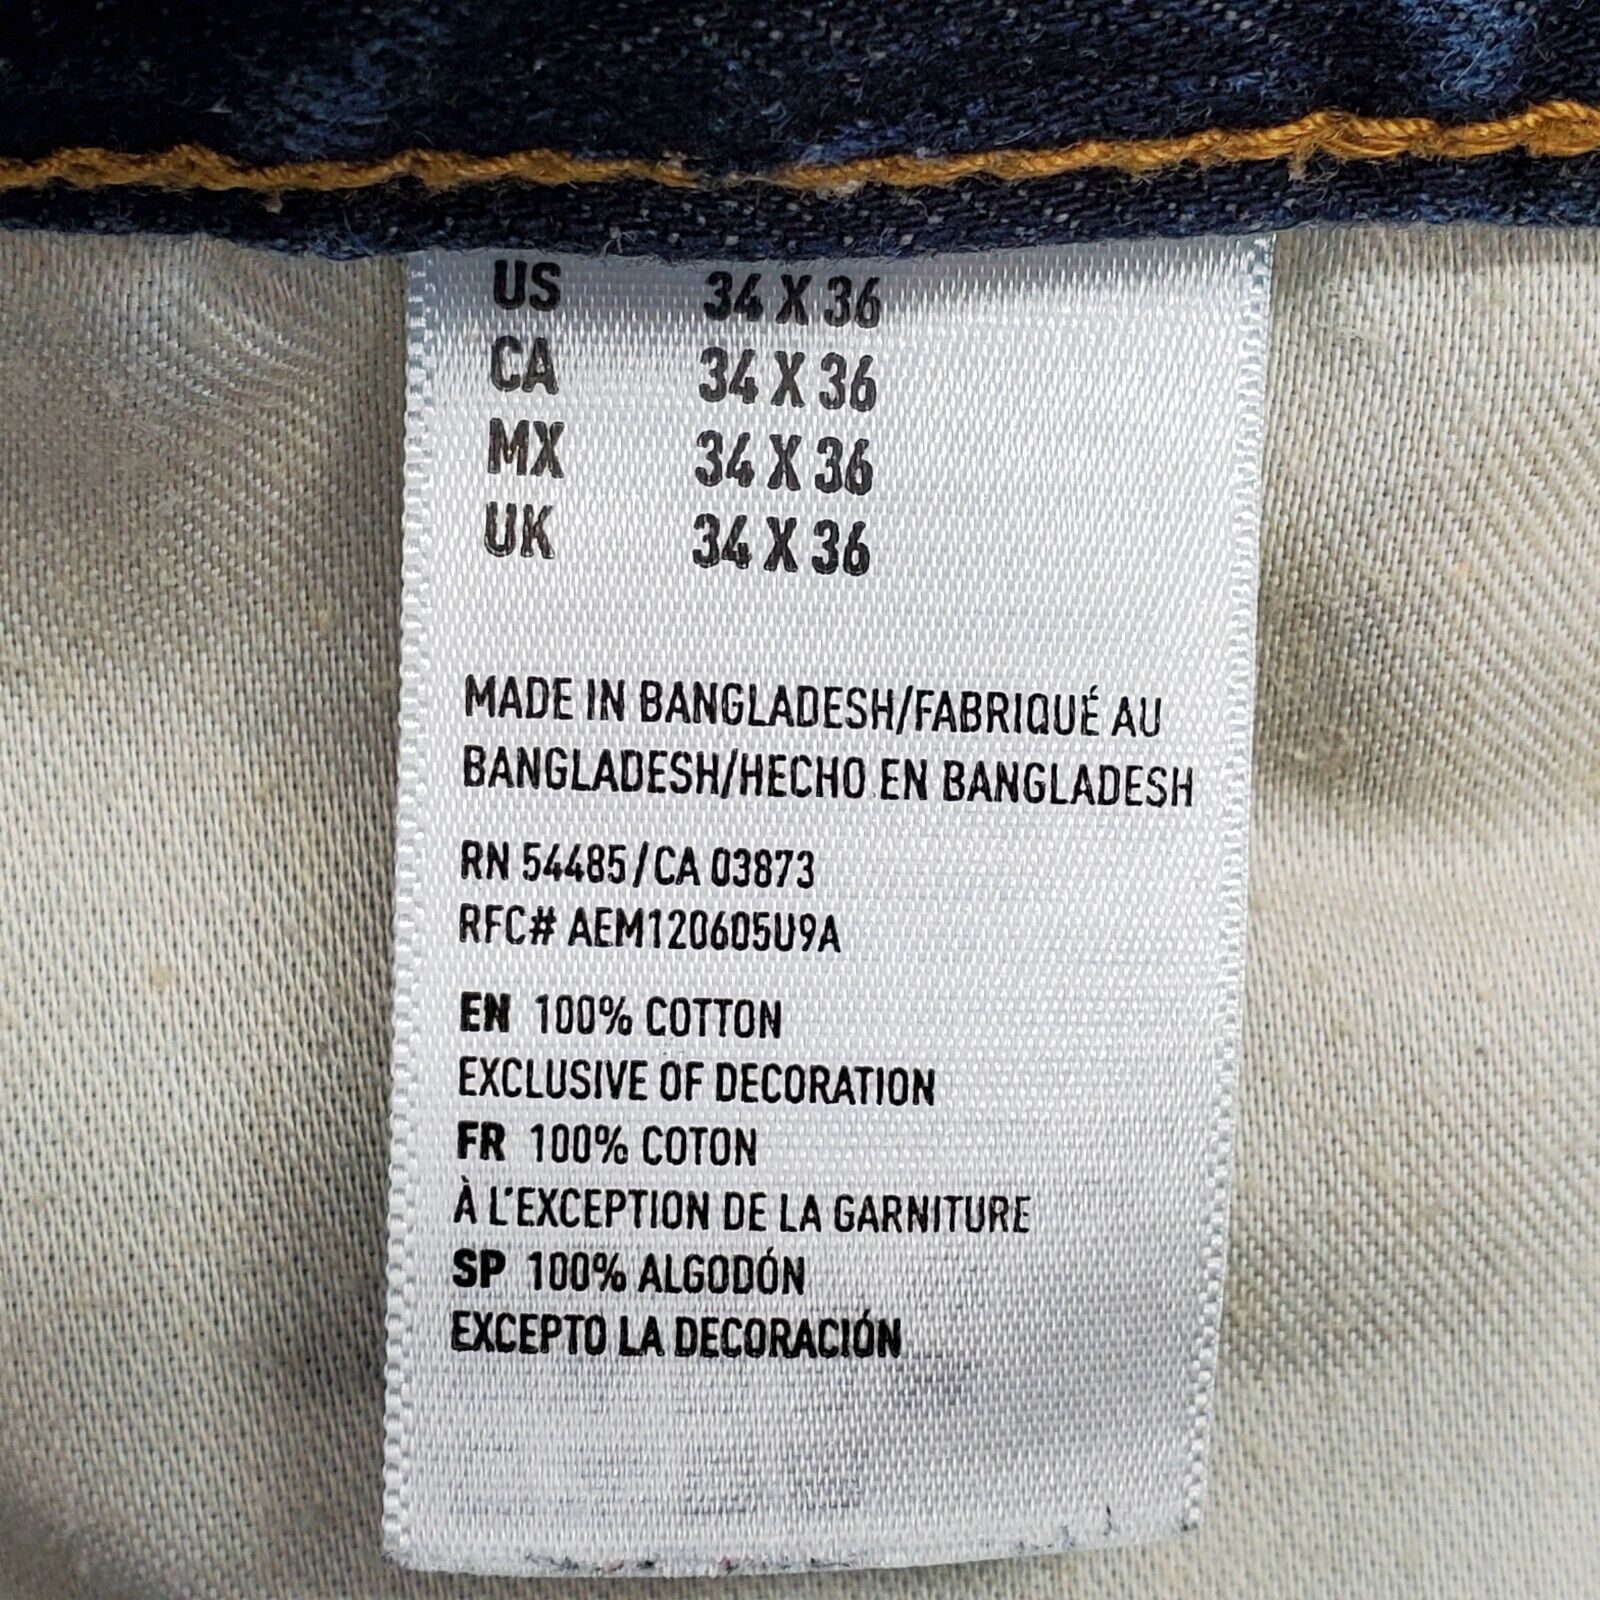 US 34 X 36
CA 34 X 36
MX 34 X 36
UK 34 X 36
MADE IN BANGLADESH/FABRIQUÉ AU
BANGLADESH/HECHO EN BANGLADESH
RN 54485/CA 03873
RFC# AEM120605U9A
EN 100% COTTON
EXCLUSIVE OF DECORATION
FR 100% COTON
À L'EXCEPTION DE LA GARNITURE
SP 100% ALGODÓN
EXCEPTO LA DECORACIÓN